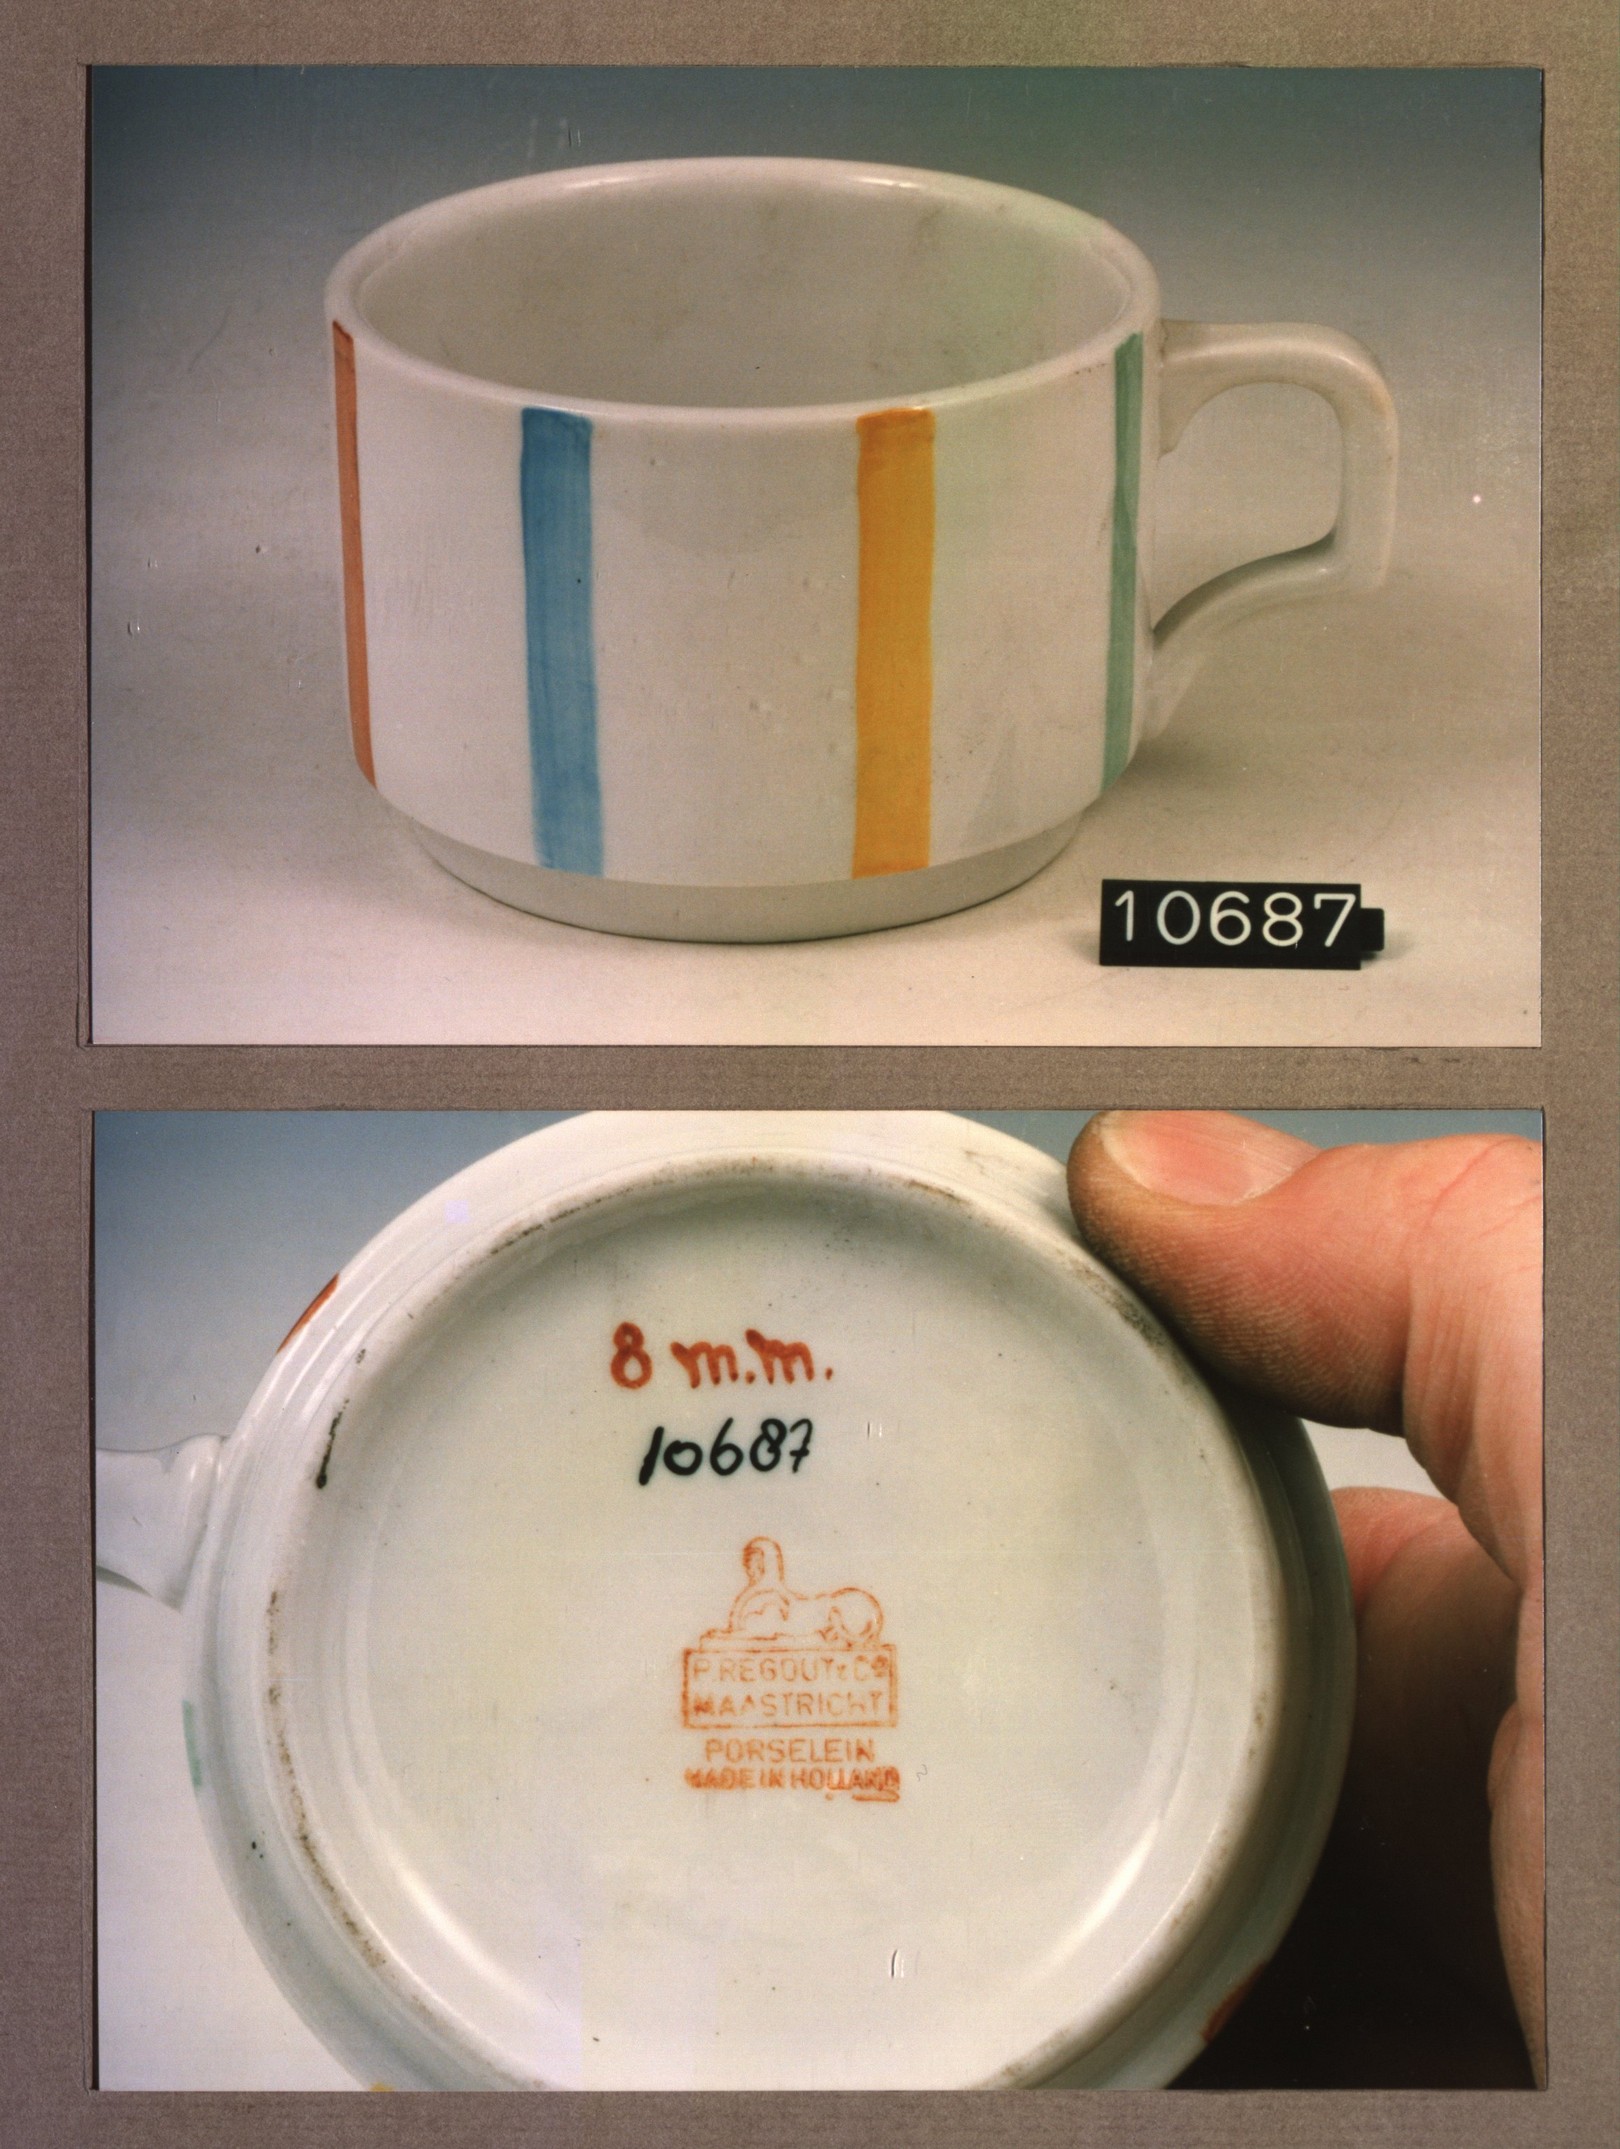 10687
8 m.m.
10687
P. REGOUT & Co
MAASTRICHT
PORSELEIN
MADE IN HOLLAND